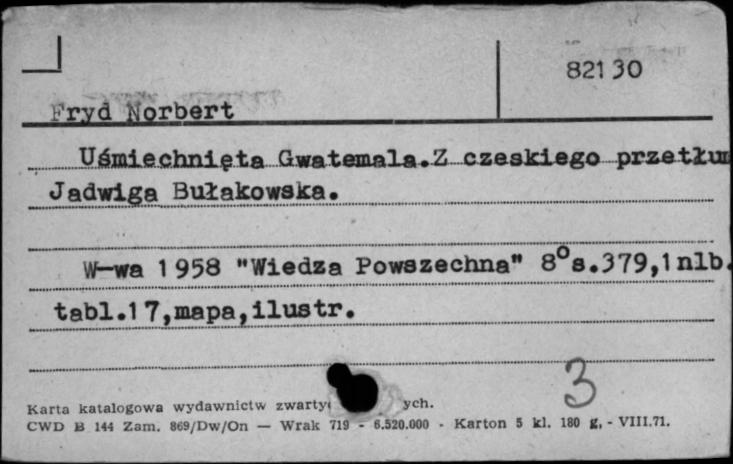 82130
Fryd Norbert
Uśmiechnięta Gwatemala.Z czeskiego przetłum
Jadwiga Bułakowska.
W-wa 1958 "Wiedza Powszechna" 8°s.379,1nlb.
tabl.17,mapa,ilustr.
3
Karta katalogowa wydawnictw ych.
CWD B 144 Zam. 869/Dw/On — Wrak 719 - 6.520.000 - Karton 5 kl. 180 g. - VIII.71.